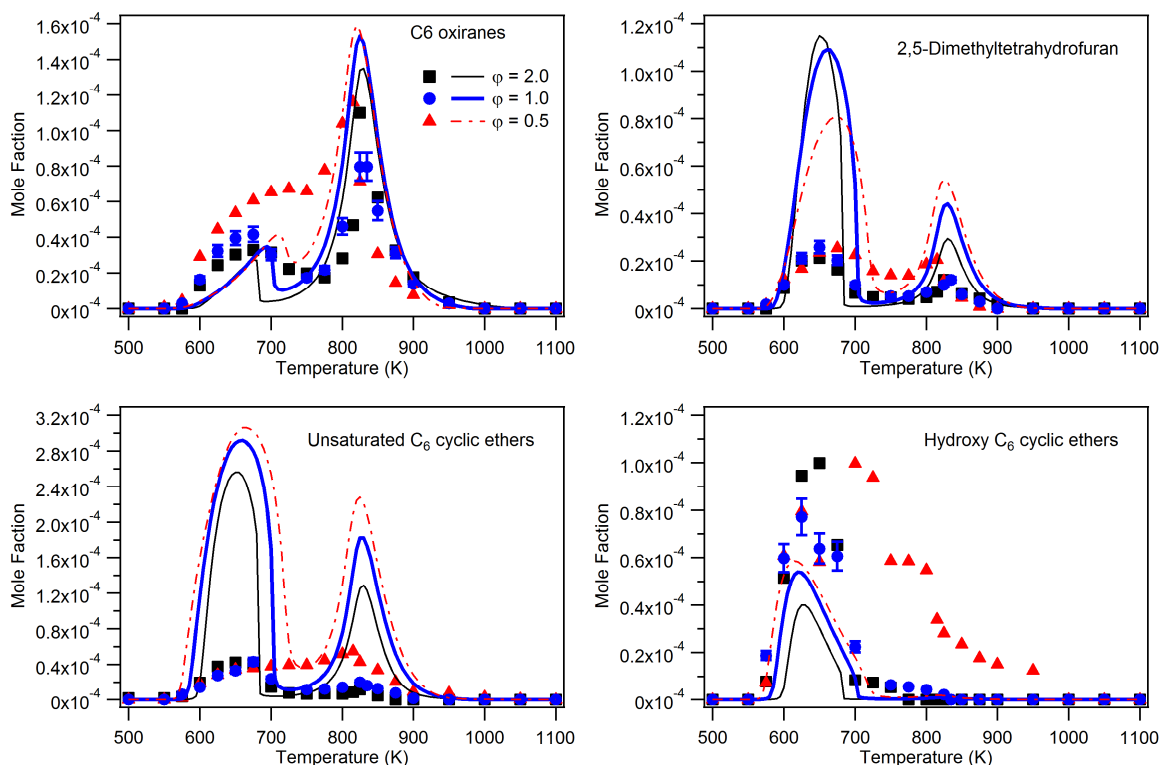 C6 oxiranes
φ = 2.0
φ = 1.0
φ = 0.5
Mole Faction
1.6x10-4
1.4x10-4
1.2x10-4
1.0x10-4
0.8x10-4
0.6x10-4
0.4x10-4
0.2x10-4
0x10-4
500 600 700 800 900 1000 1100
Temperature (K)
2,5-Dimethyltetrahydrofuran
Mole Faction
1.2x10-4
1.0x10-4
0.8x10-4
0.6x10-4
0.4x10-4
0.2x10-4
0x10-4
500 600 700 800 900 1000 1100
Temperature (K)
Unsaturated C6 cyclic ethers
Mole Faction
3.2x10-4
2.8x10-4
2.4x10-4
2.0x10-4
1.6x10-4
1.2x10-4
0.8x10-4
0.4x10-4
0x10-4
500 600 700 800 900 1000 1100
Temperature (K)
Hydroxy C6 cyclic ethers
Mole Faction
1.2x10-4
1.0x10-4
0.8x10-4
0.6x10-4
0.4x10-4
0.2x10-4
0x10-4
500 600 700 800 900 1000 1100
Temperature (K)